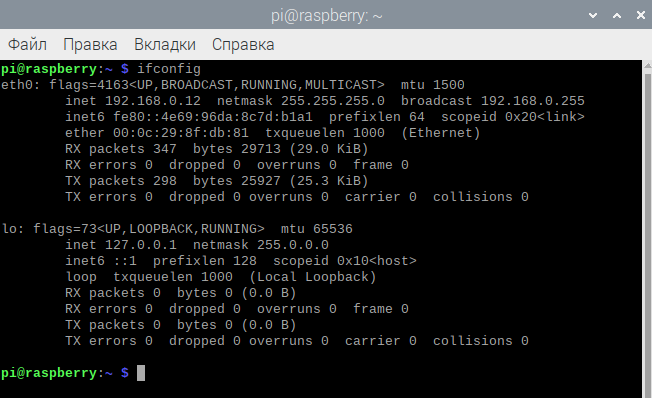 pi@raspberry: ~
Файл Правка Вкладки Справка
pi@raspberry:~ $ ifconfig
eth0: flags=4163<UP,BROADCAST,RUNNING,MULTICAST>  mtu 1500
        inet 192.168.0.12  netmask 255.255.255.0  broadcast 192.168.0.255
        inet6 fe80::4e69:96da:8c7d:b1a1  prefixlen 64  scopeid 0x20<link>
        ether 00:0c:29:8f:db:81  txqueuelen 1000  (Ethernet)
        RX packets 347  bytes 29713 (29.0 KiB)
        RX errors 0  dropped 0  overruns 0  frame 0
        TX packets 298  bytes 25927 (25.3 KiB)
        TX errors 0  dropped 0 overruns 0  carrier 0  collisions 0
lo: flags=73<UP,LOOPBACK,RUNNING>  mtu 65536
        inet 127.0.0.1  netmask 255.0.0.0
        inet6 ::1  prefixlen 128  scopeid 0x10<host>
        loop  txqueuelen 1000  (Local Loopback)
        RX packets 0  bytes 0 (0.0 B)
        RX errors 0  dropped 0  overruns 0  frame 0
        TX packets 0  bytes 0 (0.0 B)
        TX errors 0  dropped 0 overruns 0  carrier 0  collisions 0
pi@raspberry:~ $